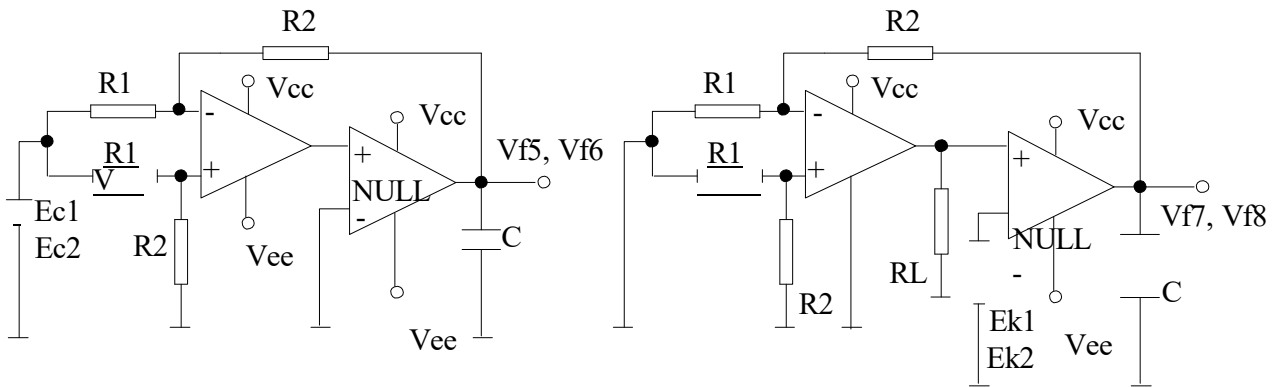 R2
R1
-
Vcc
Vcc
R1
V
+
+
NULL
-
Vf5, Vf6
Ec1
Ec2
R2
Vee
C
Vee
R2
R1
-
Vcc
Vcc
R1
+
+
NULL
-
Vf7, Vf8
R2
RL
C
Ek1
Ek2
Vee